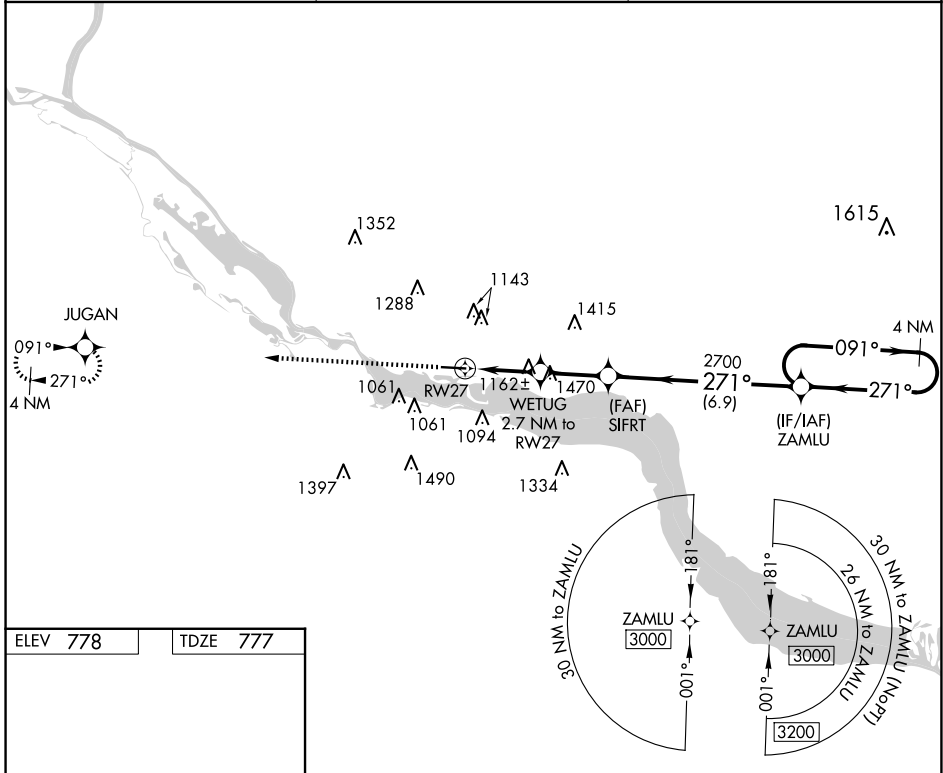 1615
1352
1143
1288
1415
JUGAN
4 NM
091°
091°
2700
271°
(6.9)
271°
271°
4 NM
RW27
1162±
1470
1061
1061
WETUG
2.7 NM to
RW27
(FAF)
SIFRT
(IF/IAF)
ZAMLU
1094
1397
1490
1334
30 NM to ZAMLU
181°
ZAMLU
3000
001°
181°
ZAMLU
3000
001°
26 NM to ZAMLU
30 NM to ZAMLU (NoPT)
3200
ELEV 778
TDZE 777